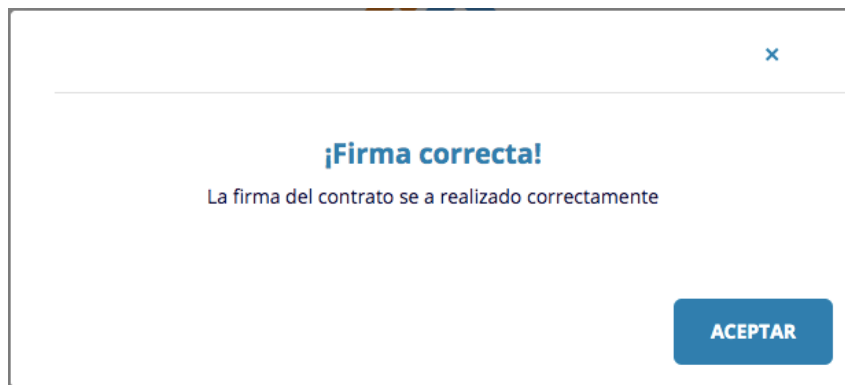 ×
¡Firma correcta!
La firma del contrato se a realizado correctamente
ACEPTAR